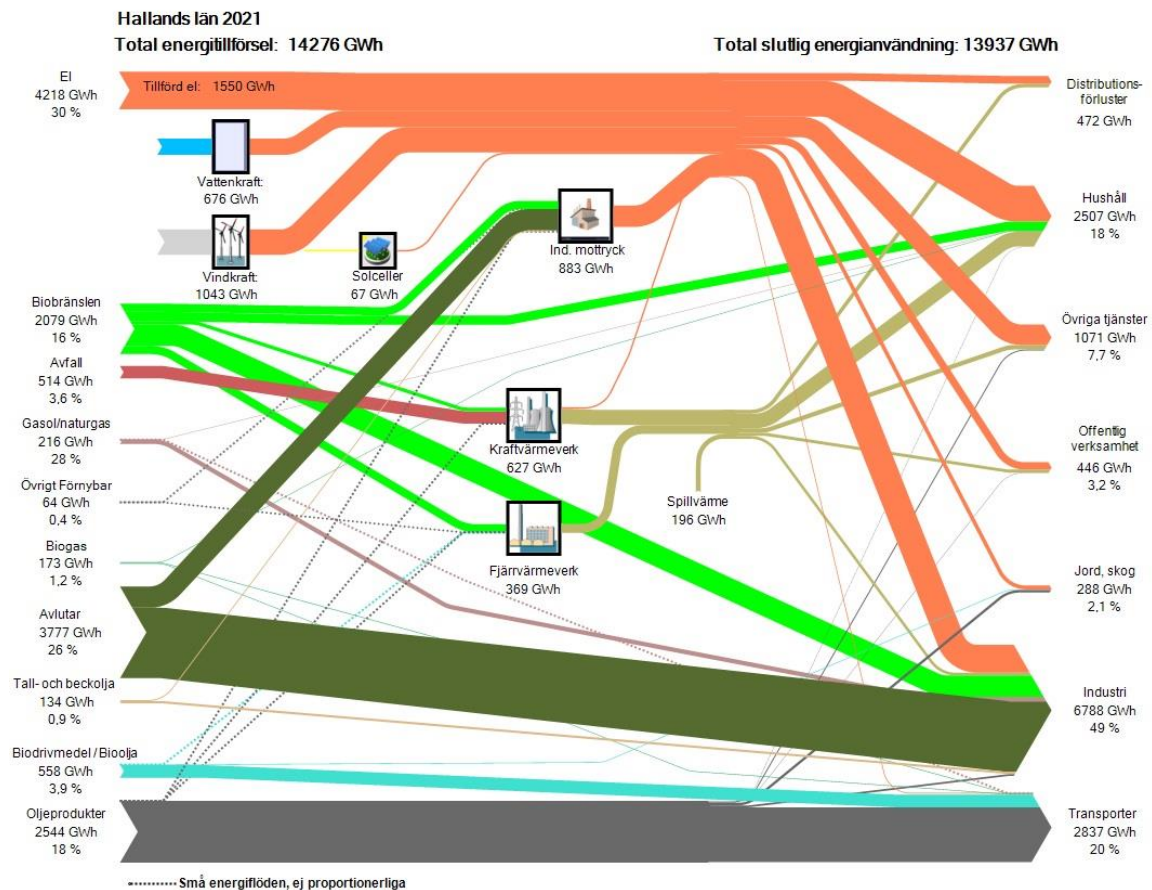 Hallands län 2021
Total energitillförsel: 14276 GWh
Total slutlig energianvändning: 13937 GWh
El
4218 GWh
30 %
Tillförd el: 1550 GWh
Vattenkraft:
676 GWh
Vindkraft:
1043 GWh
Solceller
67 GWh
Ind. mottryck
883 GWh
Biobränslen
2079 GWh
16 %
Avfall
514 GWh
3,6 %
Gasol/naturgas
216 GWh
28 %
Övrigt Förnybar
64 GWh
0,4 %
Biogas
173 GWh
1,2 %
Avlutar
3777 GWh
26 %
Tall- och beckolja
134 GWh
0,9 %
Biodrivmedel / Bioolja
558 GWh
3,9 %
Oljeprodukter
2544 GWh
18 %
Kraftvärmeverk
627 GWh
Fjärrvärmeverk
369 GWh
Spillvärme
196 GWh
Distributions-
förluster
472 GWh
Hushåll
2507 GWh
18 %
Övriga tjänster
1071 GWh
7,7 %
Offentlig
verksamhet
446 GWh
3,2 %
Jord, skog
288 GWh
2,1 %
Industri
6788 GWh
49 %
Transporter
2837 GWh
20 %
Små energiflöden, ej proportionerliga